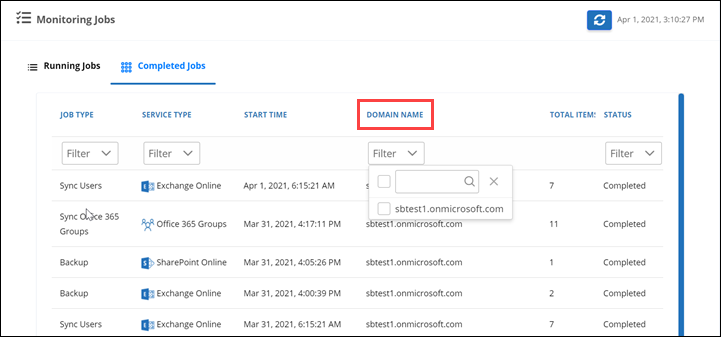 Monitoring Jobs
Apr 1, 2021, 3:10:27 PM
Running Jobs
Completed Jobs
JOB TYPE SERVICE TYPE START TIME DOMAIN NAME TOTAL ITEMS STATUS
Filter Filter Filter Filter
Sync Users Exchange Online Apr 1, 2021, 6:15:21 AM 7 Completed
sbtest1.onmicrosoft.com
Sync Office 365
Groups
Office 365 Groups Mar 31, 2021, 4:17:11 PM sbtest1.onmicrosoft.com 11 Completed
Backup SharePoint Online Mar 31, 2021, 4:05:26 PM sbtest1.onmicrosoft.com 1 Completed
Backup Exchange Online Mar 31, 2021, 4:00:39 PM sbtest1.onmicrosoft.com 2 Completed
Sync Users Exchange Online Mar 31, 2021, 6:15:21 AM sbtest1.onmicrosoft.com 7 Completed